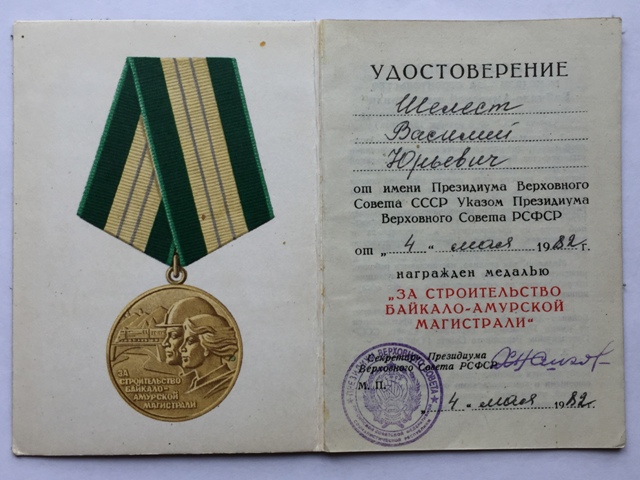 ЗА
СТРОИТЕЛЬСТВО
БАЙКАЛО-
АМУРСКОЙ
МАГИСТРАЛИ
УДОСТОВЕРЕНИЕ
Шелест
Василий
Юрьевич
от имени Президиума Верховного
Совета СССР Указом Президиума
Верховного Совета РСФСР
от „4“ мая 1982 г.
награжден медалью
„ЗА СТРОИТЕЛЬСТВО
БАЙКАЛО-АМУРСКОЙ
МАГИСТРАЛИ“
Секретарь Президиума
Верховного Совета РСФСР
М. П.
„4“ мая 1982